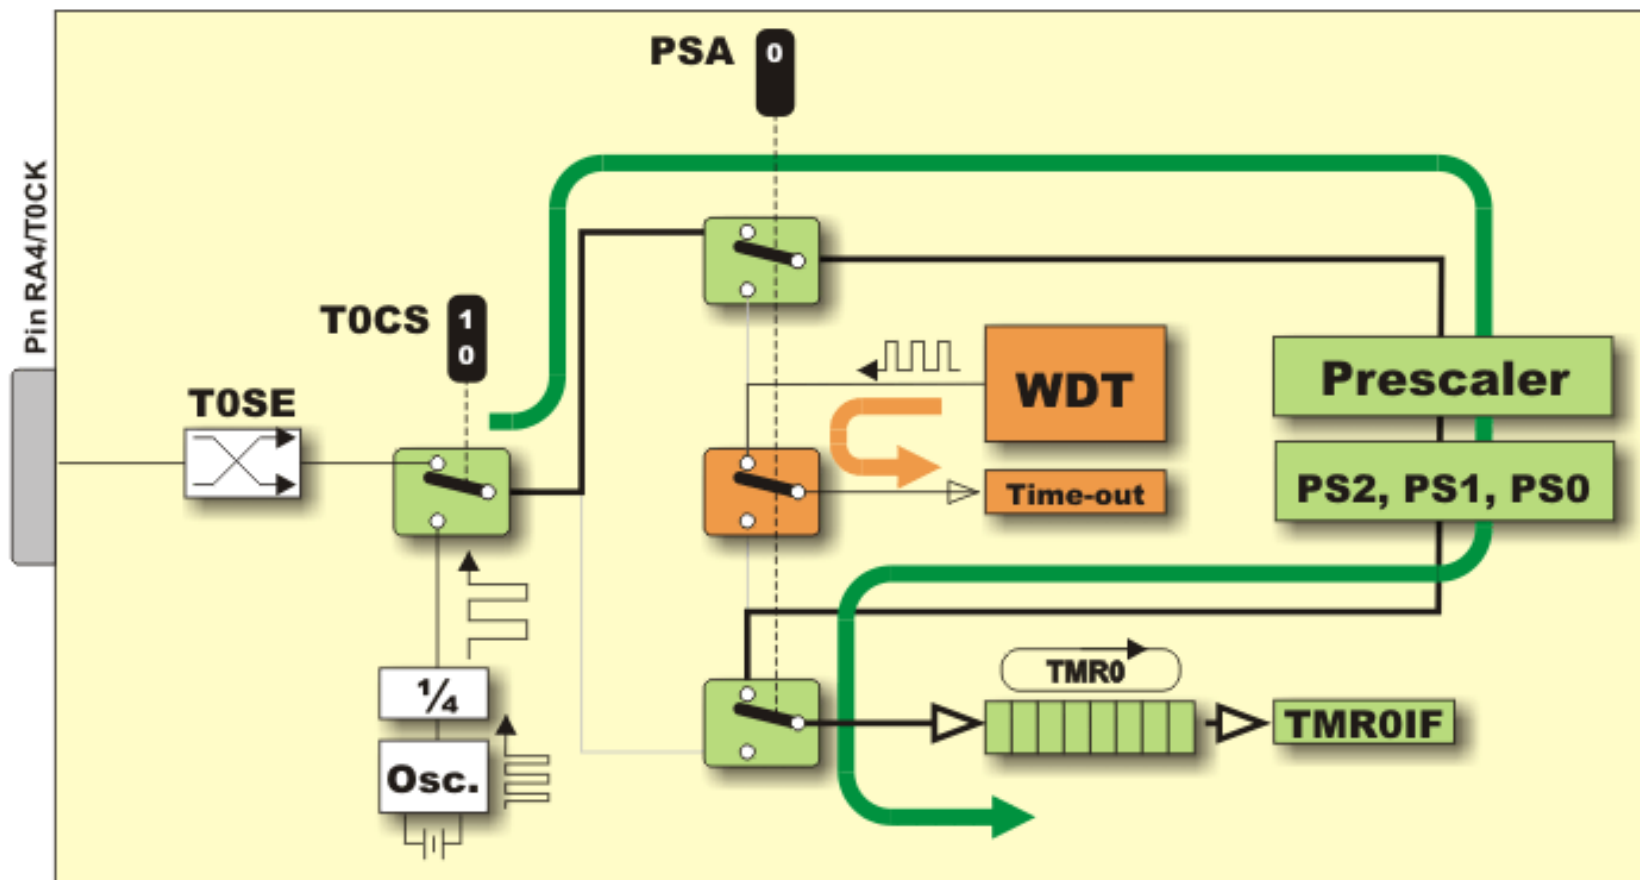 PSA
0
Pin RA4/T0CK
T0CS
1
0
T0SE
WDT
Prescaler
Time-out
PS2, PS1, PS0
¼
TMR0
TMR0IF
Osc.